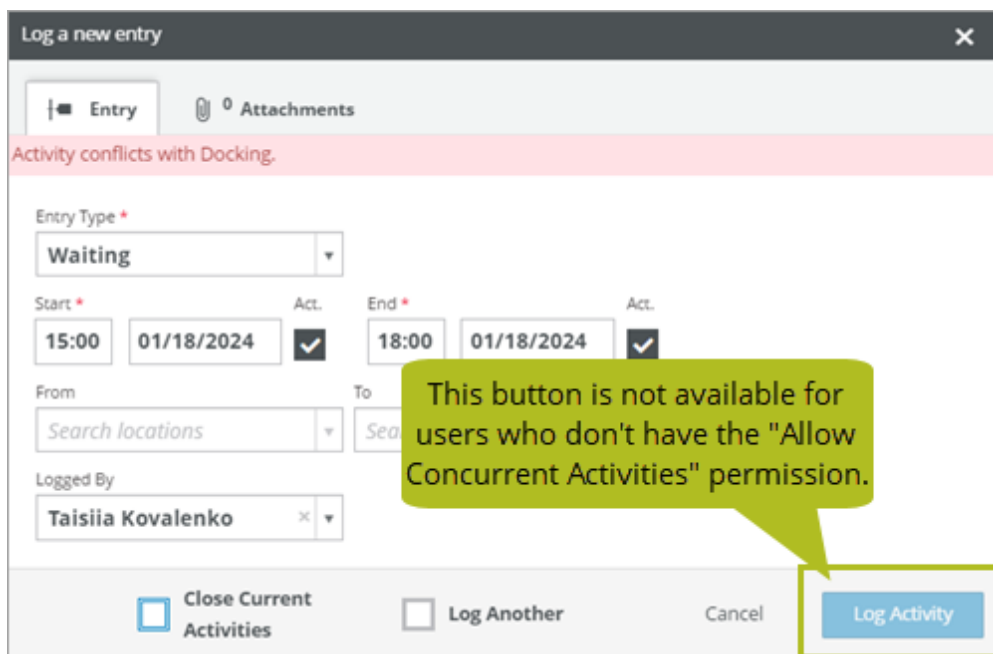 Log a new entry
Entry
0 Attachments
Activity conflicts with Docking.
Entry Type *
Waiting
Start * Act. End * Act.
15:00 01/18/2024 18:00 01/18/2024
From To
Search locations
Logged By
Taisiia Kovalenko
This button is not available for
users who don't have the "Allow
Concurrent Activities" permission.
Close Current
Activities
Log Another
Cancel
Log Activity